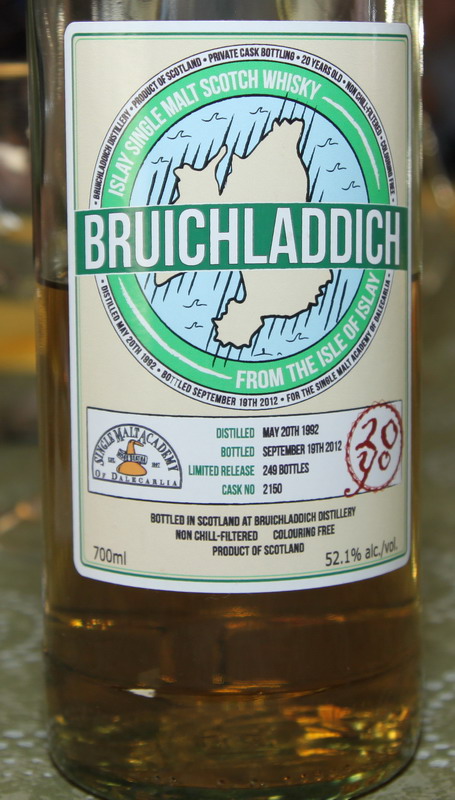 BRUICHLADDICH DISTILLERY • PRODUCT OF SCOTLAND • PRIVATE CASK BOTTLING • 20 YEARS OLD • NON CHILL-FILTERED • COLOURING FREE •
ISLAY SINGLE MALT SCOTCH WHISKY
BRUICHLADDICH
FROM THE ISLE OF ISLAY
• DISTILLED MAY 20TH 1992 • BOTTLED SEPTEMBER 19TH 2012 • FOR THE SINGLE MALT ACADEMY OF DALECARLIA •
SINGLE MALT ACADEMY
OF DALECARLIA
DISTILLED MAY 20TH 1992
BOTTLED SEPTEMBER 19TH 2012
LIMITED RELEASE 249 BOTTLES
CASK NO 2150
20
yo
BOTTLED IN SCOTLAND AT BRUICHLADDICH DISTILLERY
NON CHILL-FILTERED COLOURING FREE
PRODUCT OF SCOTLAND
700ml 52.1% alc./vol.